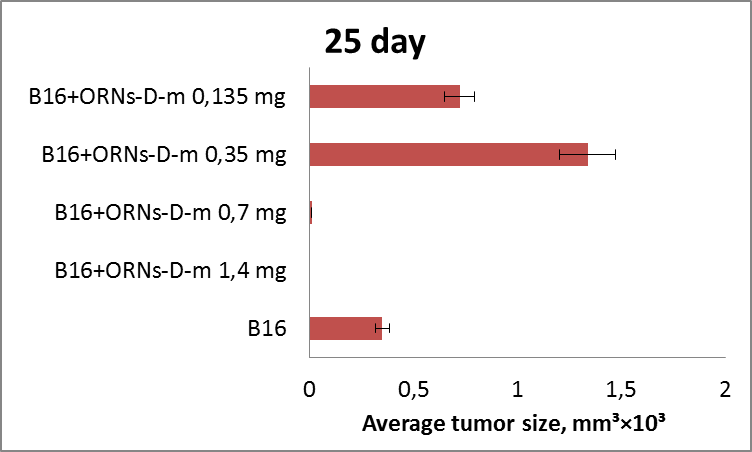 25 day
B16+ORNs-D-m 0,135 mg
B16+ORNs-D-m 0,35 mg
B16+ORNs-D-m 0,7 mg
B16+ORNs-D-m 1,4 mg
B16
0 0,5 1 1,5 2
Average tumor size, mm³×10³